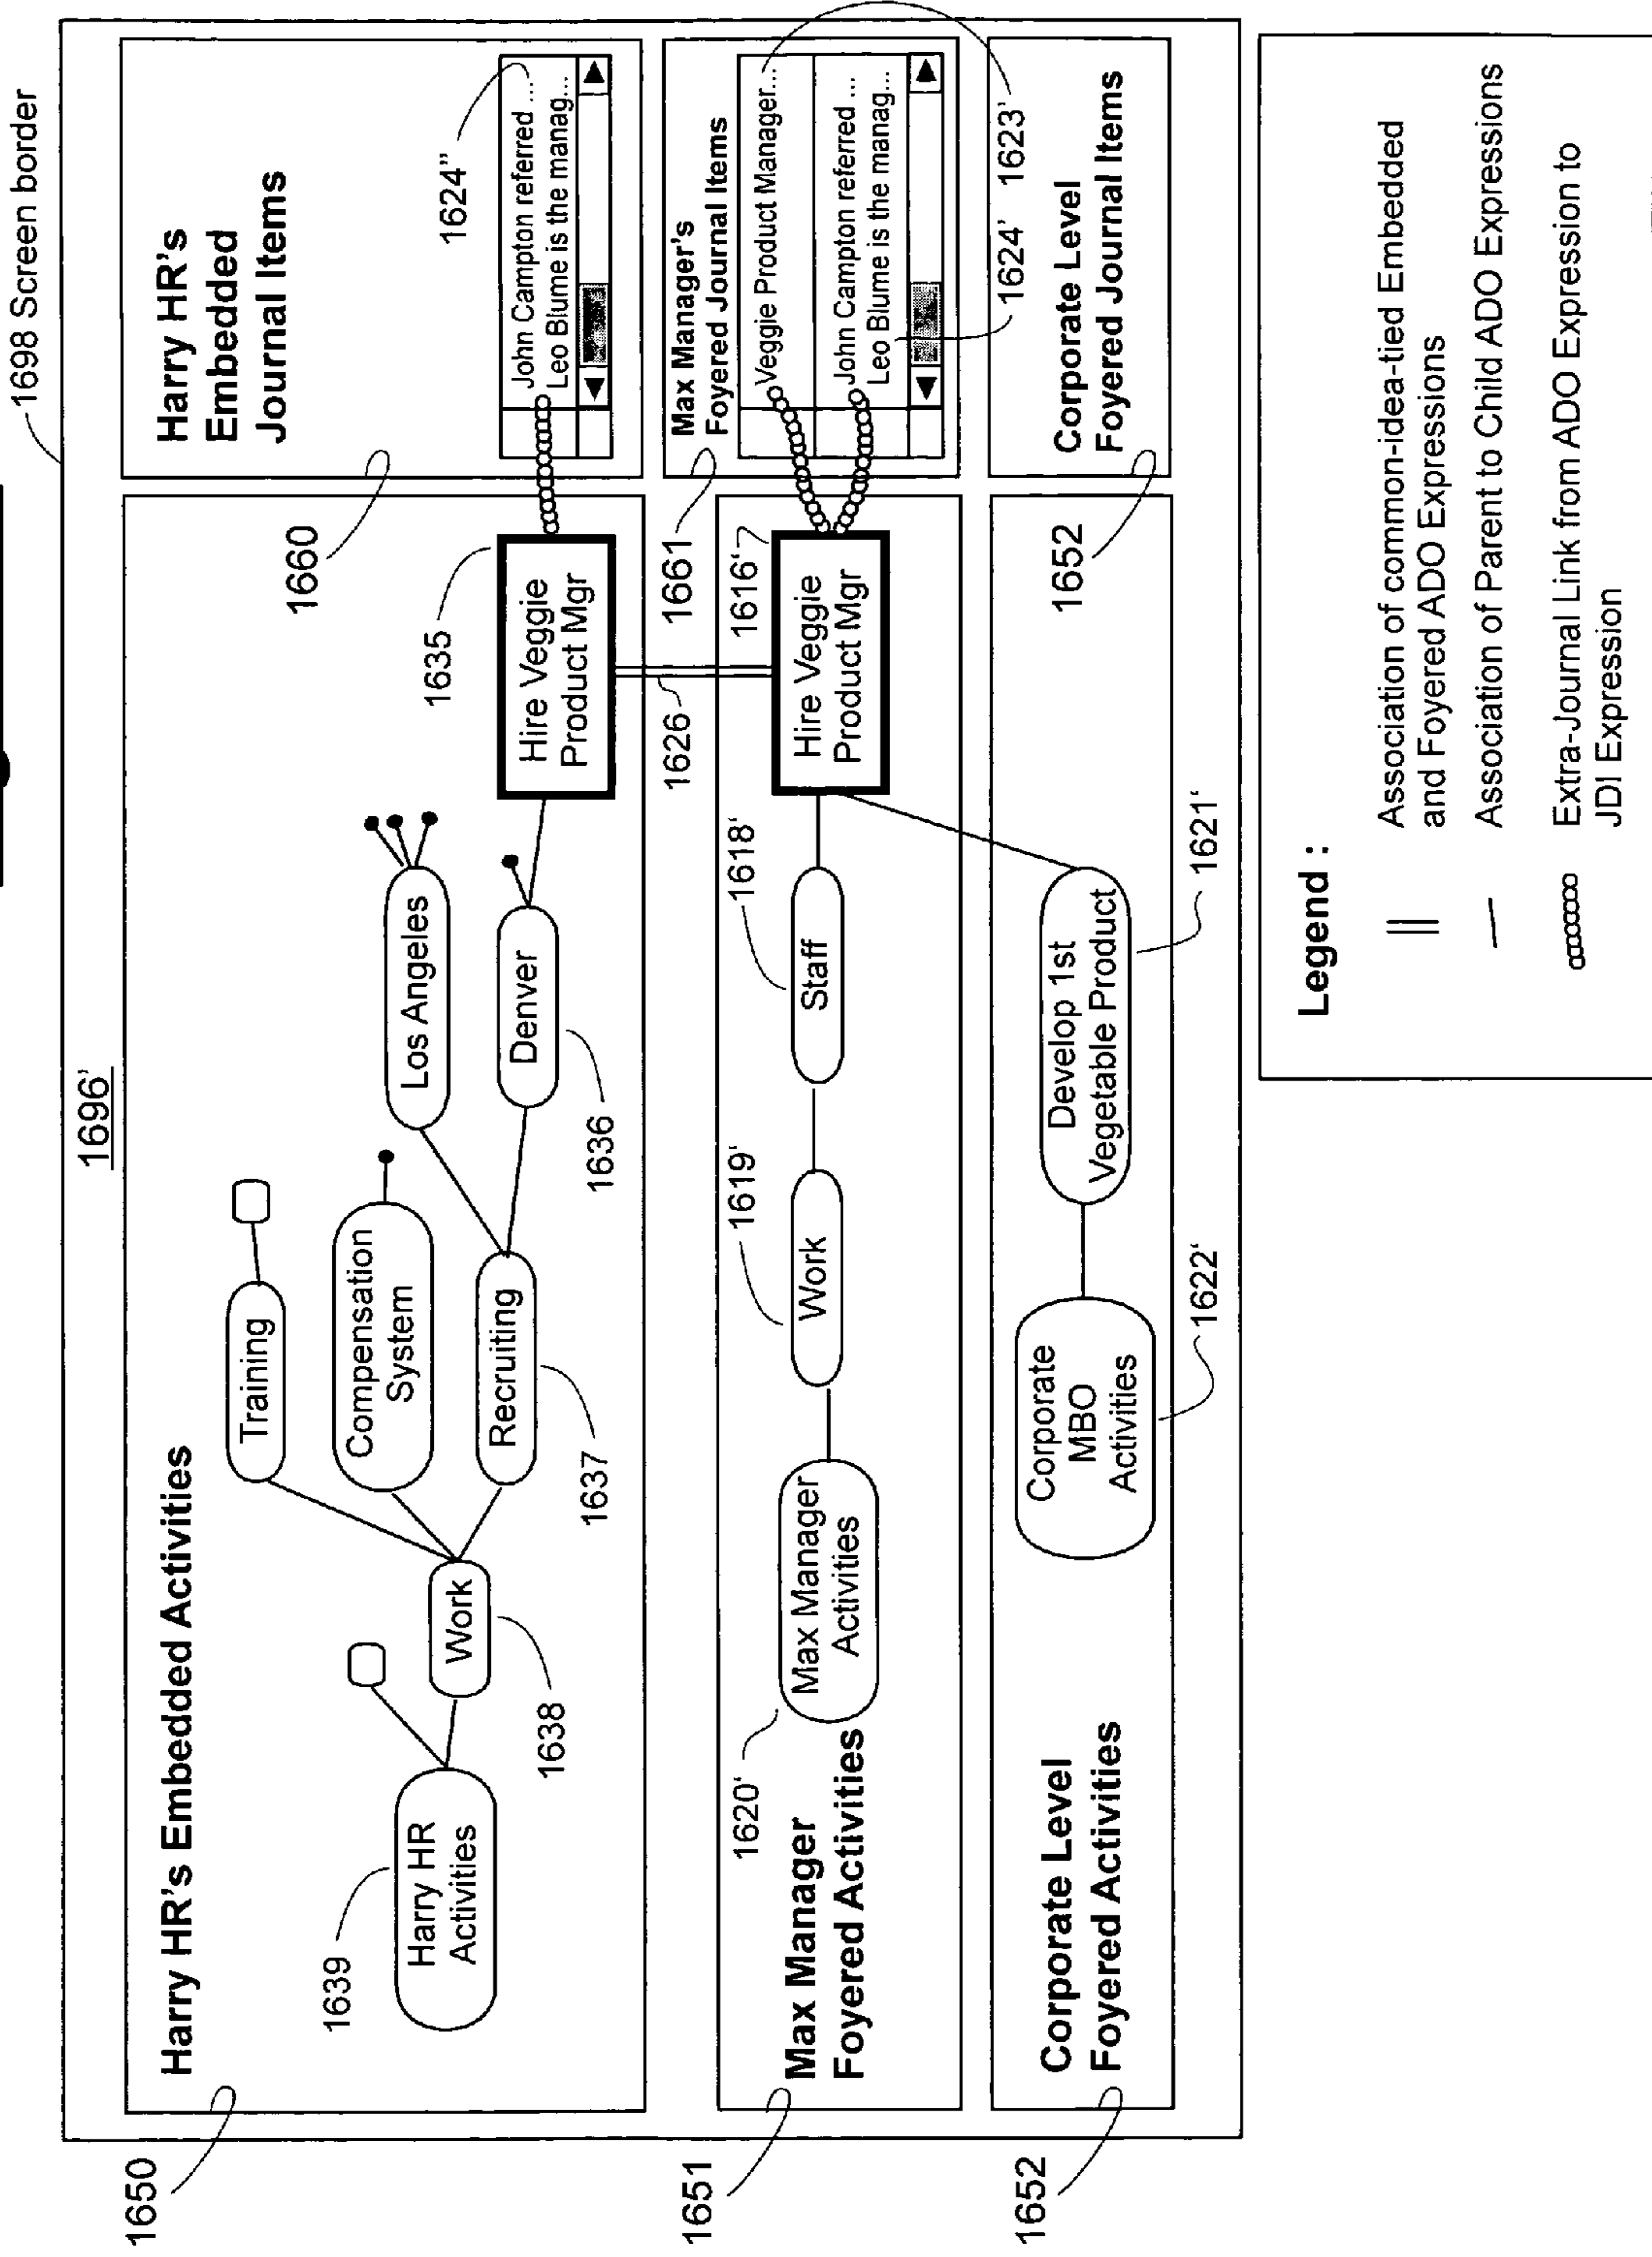 1698 Screen border
1696'
1650
Harry HR's Embedded Activities
1639
Harry HR
Activities
Work
1638
Training
Compensation
System
Recruiting
1637
Los Angeles
Denver
1636
1635
Hire Veggie
Product Mgr
1626
1660
Harry HR's
Embedded
Journal Items
1624"
John Campton referred ....
Leo Blume is the manag...
1651
Max Manager
Foyered Activities
1620'
Max Manager
Activities
1619'
Work
1618'
Staff
1616'
Hire Veggie
Product Mgr
1661
Max Manager's
Foyered Journal Items
Veggie Product Manager...
John Campton referred ...
Leo Blume is the manag...
1624'
1623'
1652
Corporate Level
Foyered Activities
Corporate
MBO
Activities
1622'
Develop 1st
Vegetable Product
1621'
1652
Corporate Level
Foyered Journal Items
Legend :
Association of common-idea-tied Embedded
and Foyered ADO Expressions
Association of Parent to Child ADO Expressions
Extra-Journal Link from ADO Expression to
JDI Expression